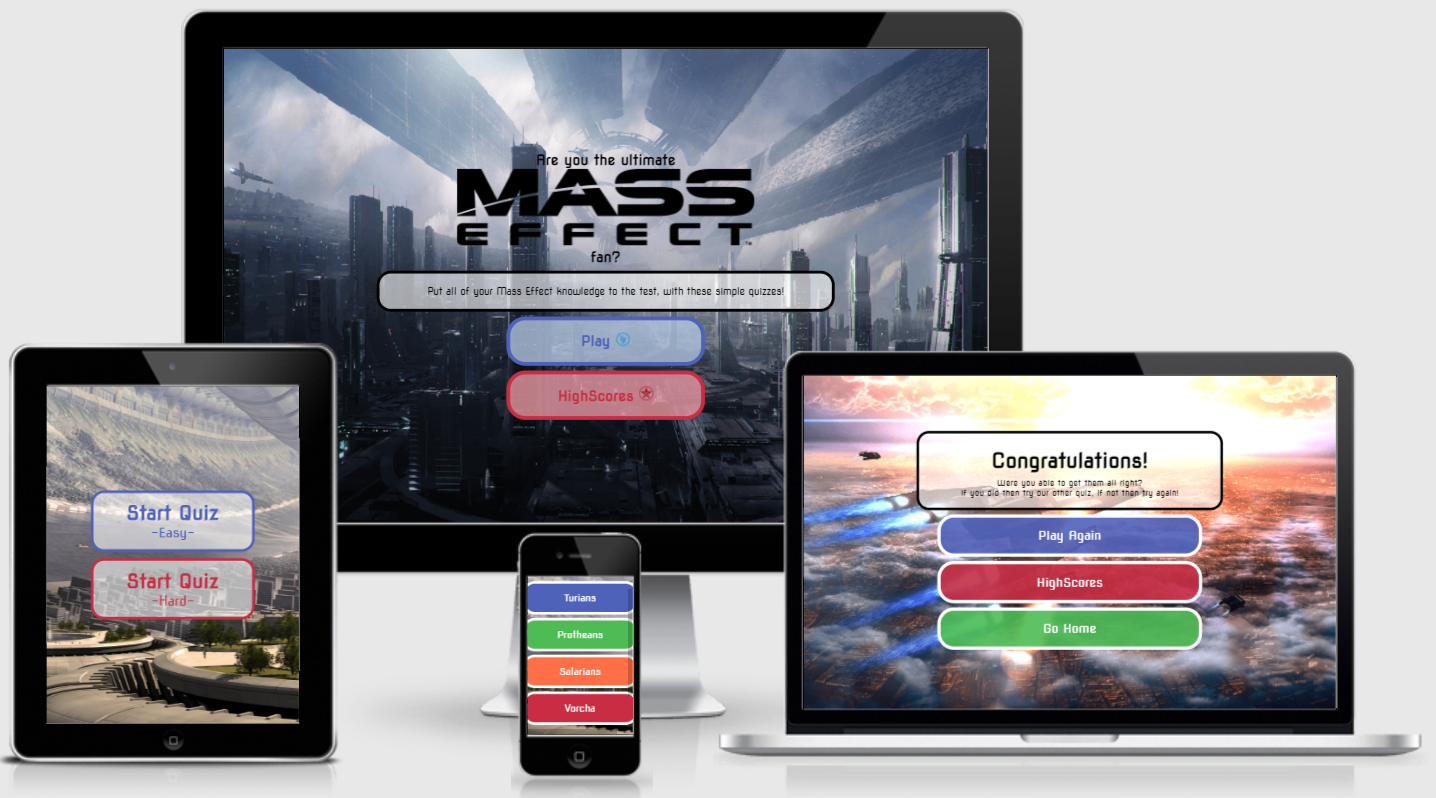 Are you the ultimate
MASS
EFFECT™
fan?
Put all of your Mass Effect knowledge to the test, with these simple quizzes!
Play
HighScores
Start Quiz
-Easy-
Start Quiz
-Hard-
Turians
Protheans
Salarians
Vorcha
Congratulations!
Were you able to get them all right?
If you did then try our other quiz, if not then try again!
Play Again
HighScores
Go Home